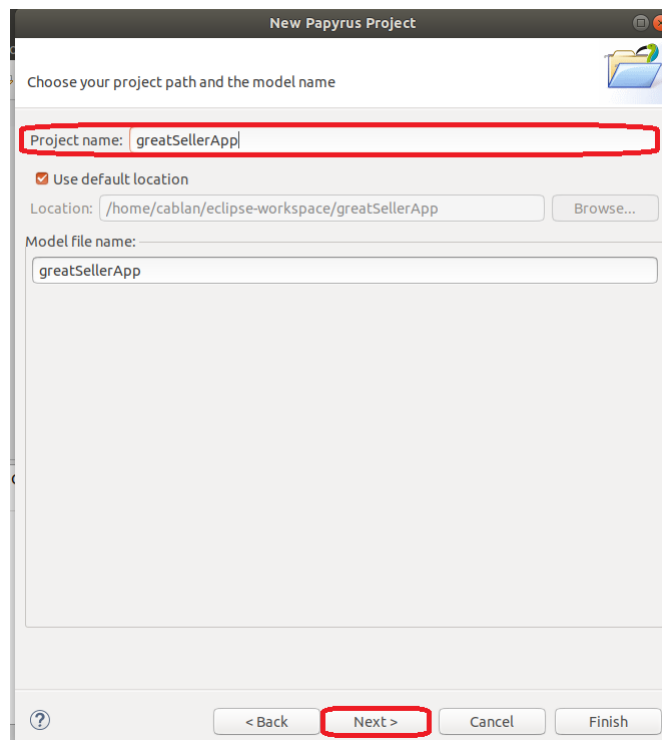 New Papyrus Project
Choose your project path and the model name
Project name: greatSellerApp
Use default location
Location: /home/cablan/eclipse-workspace/greatSellerApp Browse...
Model file name:
greatSellerApp
? < Back Next > Cancel Finish